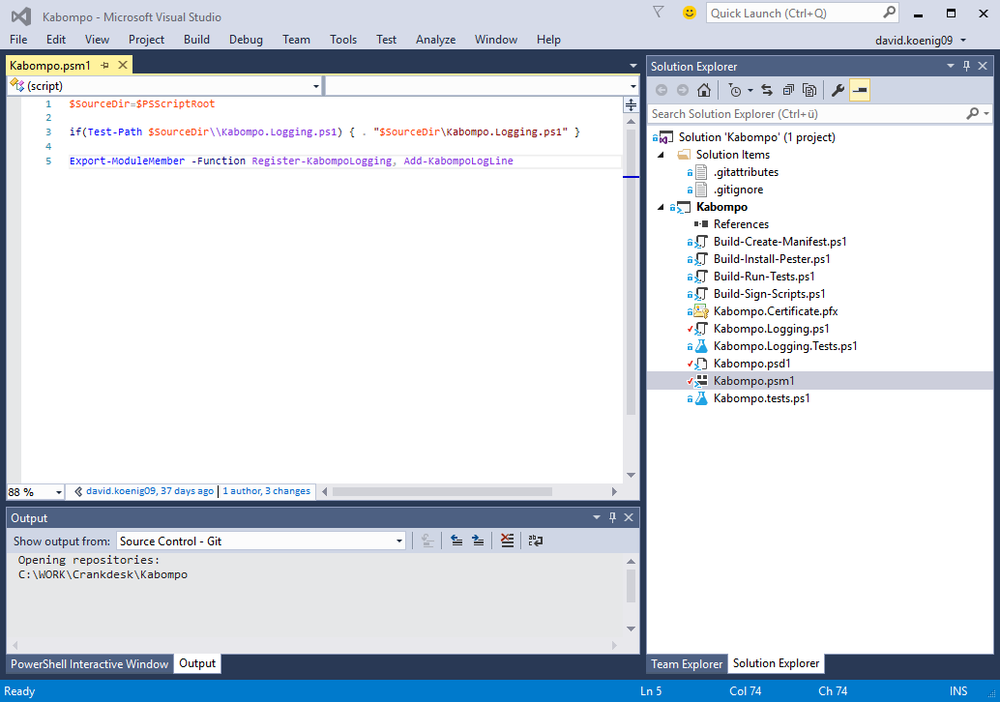 Kabompo - Microsoft Visual Studio
Quick Launch (Ctrl+Q)
File Edit View Project Build Debug Team Tools Test Analyze Window Help
david.koenig09
Kabompo.psm1
(script)
1 $SourceDir=$PSScriptRoot
2
3 if(Test-Path $SourceDir\\Kabompo.Logging.ps1) { . "$SourceDir\Kabompo.Logging.ps1" }
4
5 Export-ModuleMember -Function Register-KabompoLogging, Add-KabompoLogLine
88 %
david.koenig09, 37 days ago | 1 author, 3 changes
Output
Show output from: Source Control - Git
Opening repositories:
C:\WORK\Crankdesk\Kabompo
PowerShell Interactive Window Output
Solution Explorer
Search Solution Explorer (Ctrl+ü)
Solution 'Kabompo' (1 project)
Solution Items
.gitattributes
.gitignore
Kabompo
References
Build-Create-Manifest.ps1
Build-Install-Pester.ps1
Build-Run-Tests.ps1
Build-Sign-Scripts.ps1
Kabompo.Certificate.pfx
Kabompo.Logging.ps1
Kabompo.Logging.Tests.ps1
Kabompo.psd1
Kabompo.psm1
Kabompo.tests.ps1
Team Explorer Solution Explorer
Ready Ln 5 Col 74 Ch 74 INS